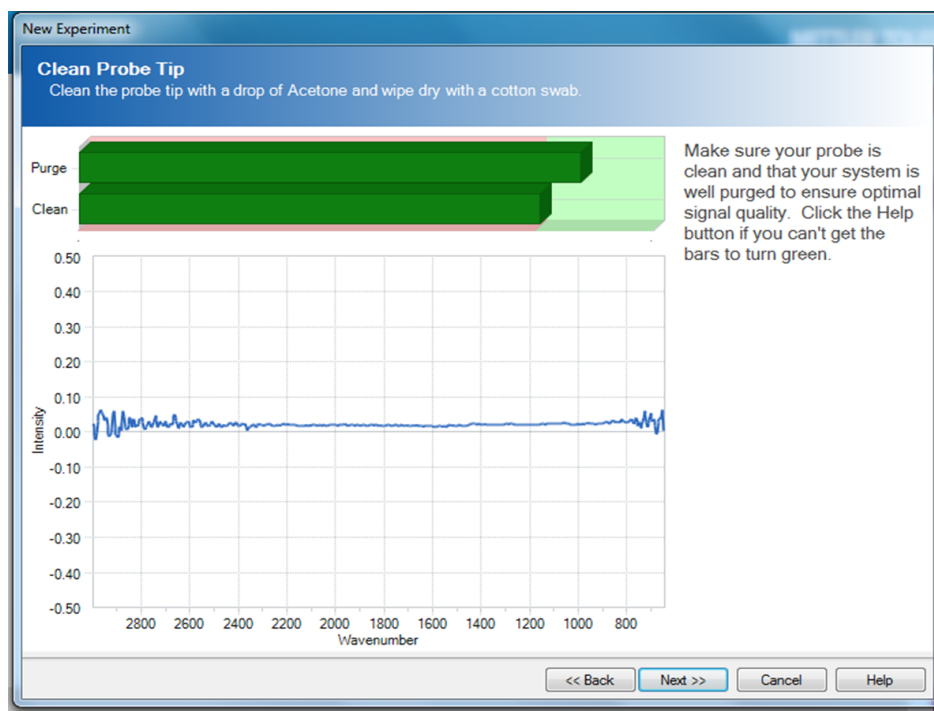 New Experiment
Clean Probe Tip
Clean the probe tip with a drop of Acetone and wipe dry with a cotton swab.
Purge
Clean
Make sure your probe is
clean and that your system is
well purged to ensure optimal
signal quality. Click the Help
button if you can't get the
bars to turn green.
0.50
0.40
0.30
0.20
0.10
0.00
-0.10
-0.20
-0.30
-0.40
-0.50
Intensity
2800 2600 2400 2200 2000 1800 1600 1400 1200 1000 800
Wavenumber
<< Back Next >> Cancel Help